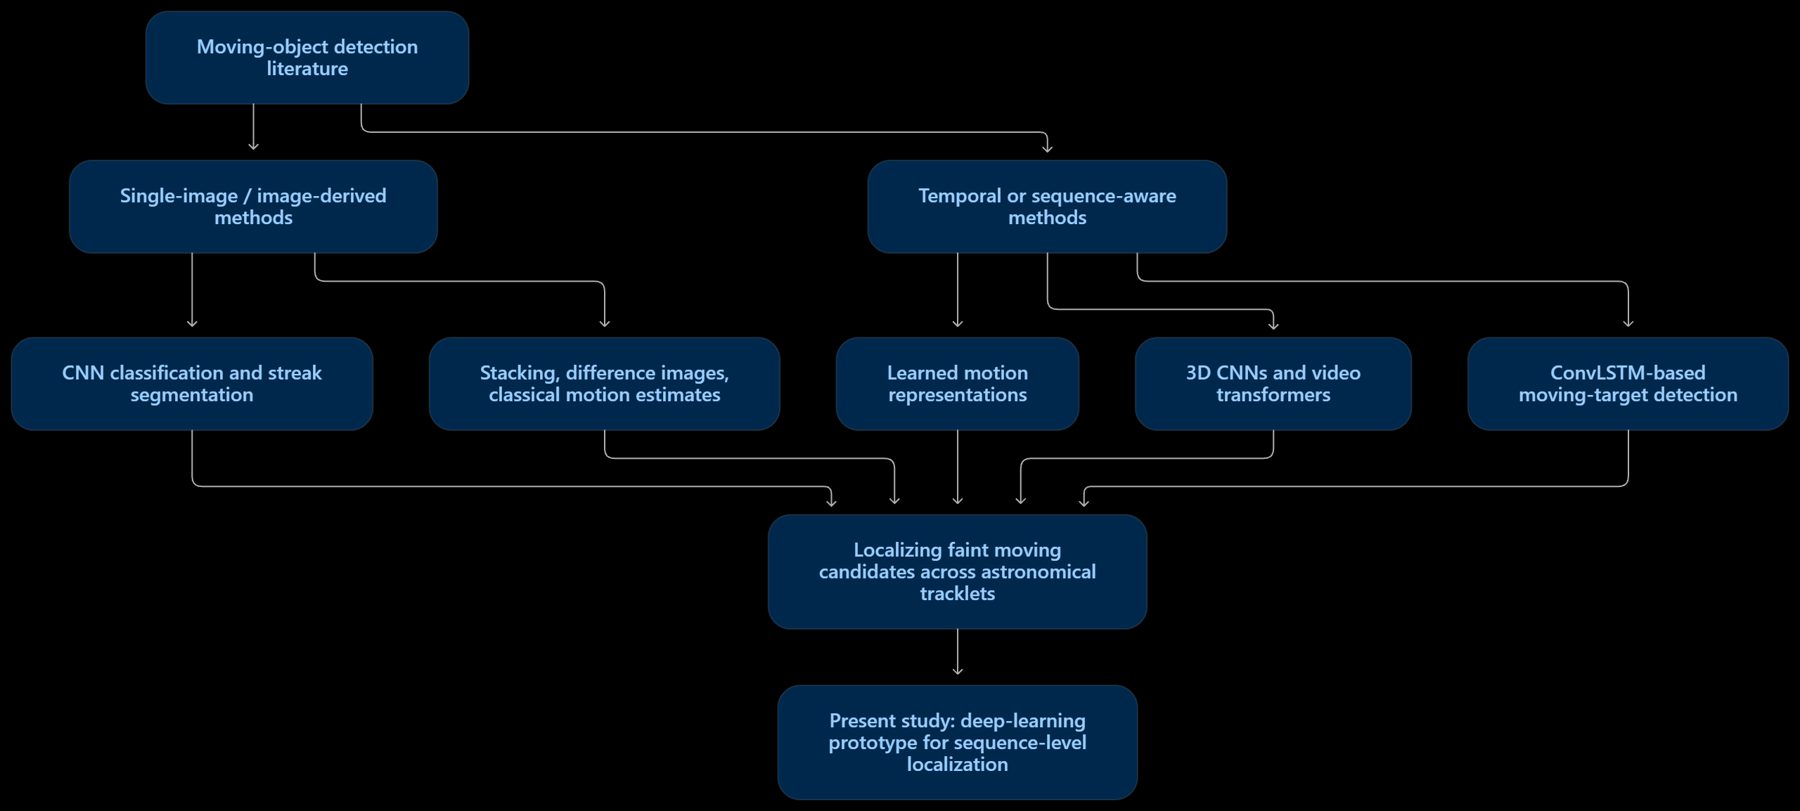 Moving-object detection
literature
Single-image / image-derived
methods
Temporal or sequence-aware
methods
CNN classification and streak
segmentation
Stacking, difference images,
classical motion estimates
Learned motion
representations
3D CNNs and video
transformers
ConvLSTM-based
moving-target detection
Localizing faint moving
candidates across astronomical
tracklets
Present study: deep-learning
prototype for sequence-level
localization